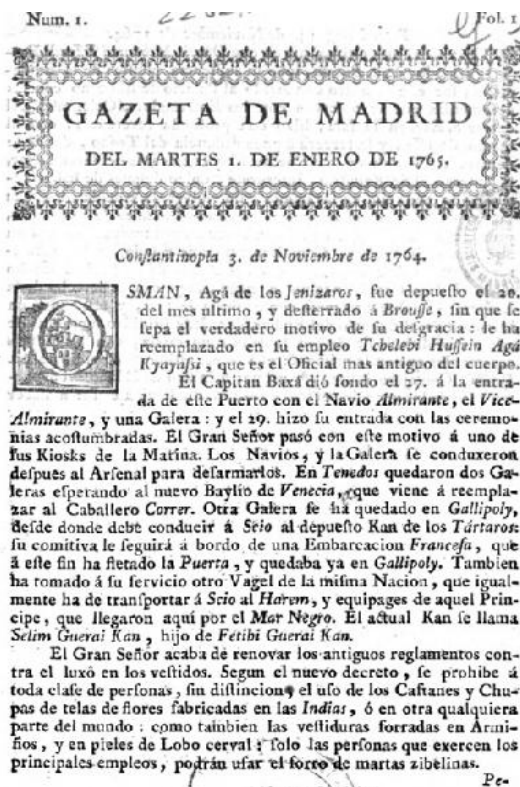 Num. 1.
Fol. 1
GAZETA DE MADRID
DEL MARTES 1. DE ENERO DE 1765.
Conſtantinopla 3. de Noviembre de 1764.
OSMAN, Agá de los Jenizaros, fue depueſto el 20.
del mes ultimo, y deſterrado á Brouſſe, ſin que ſe
ſepa el verdadero motivo de ſu deſgracia: le ha
reemplazado en ſu empleo Tchelebi Huſſein Agá
Kyayaſsi, que es el Oficial mas antiguo del cuerpo.
El Capitan Baxá dió fondo el 27. á la entra-
da de eſte Puerto con el Navio Almirante, el Vice-
Almirante, y una Galera: y el 29. hizo ſu entrada con las ceremo-
nias acoſtumbradas. El Gran Señor pasó con eſte motivo á uno de
ſus Kiosks de la Marina. Los Navios, y la Galera ſe conduxeron
deſpues al Arſenal para deſarmarlos. En Tenedos quedaron dos Ga-
leras eſperando al nuevo Baylio de Venecia, que viene á reempla-
zar al Caballero Correr. Otra Galera ſe há quedado en Gallipoly,
deſde donde debe conducir á Scio al depueſto Kan de los Tártaros:
ſu comitiva le ſeguirá á bordo de una Embarcacion Franceſa, que
á eſte fin ha fletado la Puerta, y quedaba ya en Gallipoly. Tambien
ha tomado á ſu ſervicio otro Vagel de la miſma Nacion, que igual-
mente ha de tranſportar á Scio al Harem, y equipages de aquel Prin-
cipe, que llegaron aquí por el Mar Negro. El actual Kan ſe llama
Selim Guerai Kan, hijo de Fetibi Guerai Kan.
El Gran Señor acaba de renovar los antiguos reglamentos con-
tra el luxó en los veſtidos. Segun el nuevo decreto, ſe prohibe á
toda claſe de perſonas, ſin diſtincion, el uſo de los Caftanes y Chu-
pas de telas de flores fabricadas en las Indias, ó en otra qualquiera
parte del mundo: como tambien las veſtiduras forradas en Armi-
ños, y en pieles de Lobo cerval: ſolo las perſonas que exercen los
principales empleos, podrán uſar el forro de martas zibelinas.
Pe-